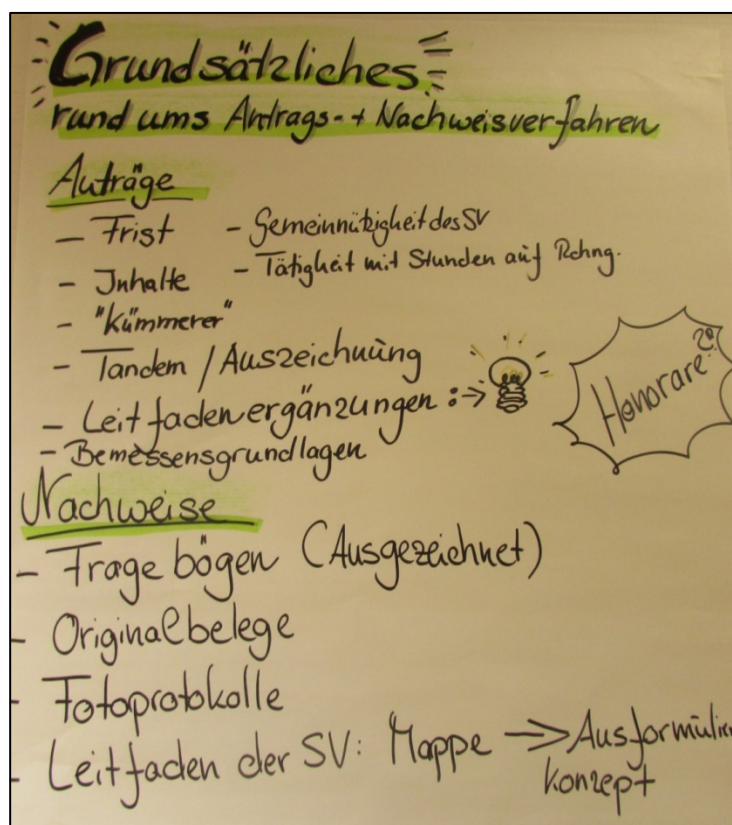 Grundsätzliches
rund ums Antrags- + Nachweisverfahren
Anträge
- Frist - Gemeinnützigkeit des SV
- Inhalte - Tätigkeit mit Stunden auf Rchng.
- "Kümmerer"
- Tandem / Auszeichnung
- Leitfadenergänzungen :→
Honorare?
- Bemessensgrundlagen
Nachweise
- Fragebögen (Ausgezeichnet)
- Originalbelege
- Fotoprotokolle
- Leitfaden der SV: Mappe → 
konzept